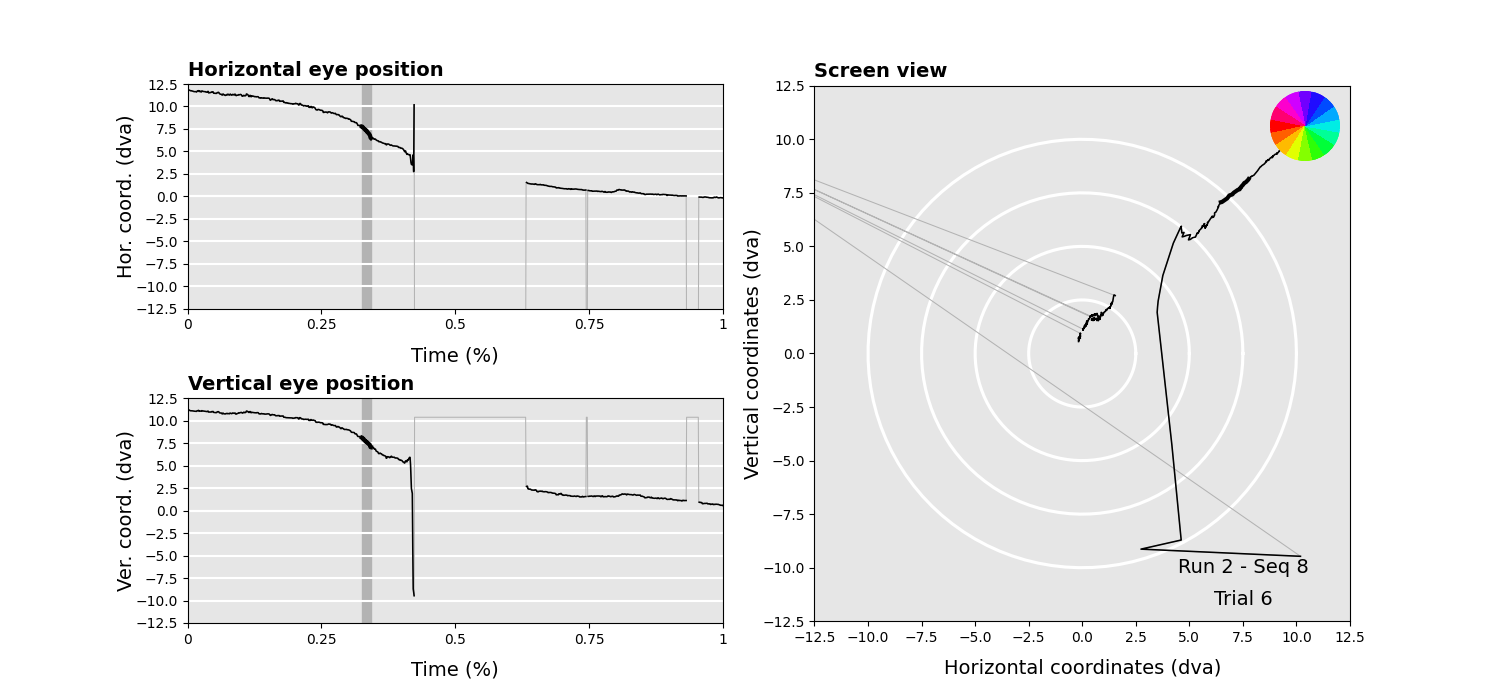 Horizontal eye position
Hor. coord. (dva)
12.5
10.0
7.5
5.0
2.5
0.0
−2.5
−5.0
−7.5
−10.0
−12.5
0 0.25 0.5 0.75 1
Time (%)
Vertical eye position
Ver. coord. (dva)
12.5
10.0
7.5
5.0
2.5
0.0
−2.5
−5.0
−7.5
−10.0
−12.5
0 0.25 0.5 0.75 1
Time (%)
Screen view
Vertical coordinates (dva)
12.5
10.0
7.5
5.0
2.5
0.0
−2.5
−5.0
−7.5
−10.0
−12.5
Run 2 - Seq 8
Trial 6
−12.5 −10.0 −7.5 −5.0 −2.5 0.0 2.5 5.0 7.5 10.0 12.5
Horizontal coordinates (dva)